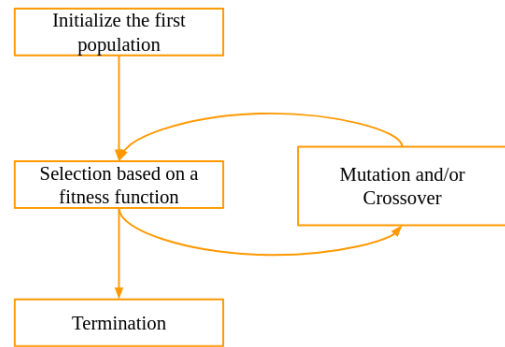 Initialize the first
population
Selection based on a
fitness function
Mutation and/or
Crossover
Termination